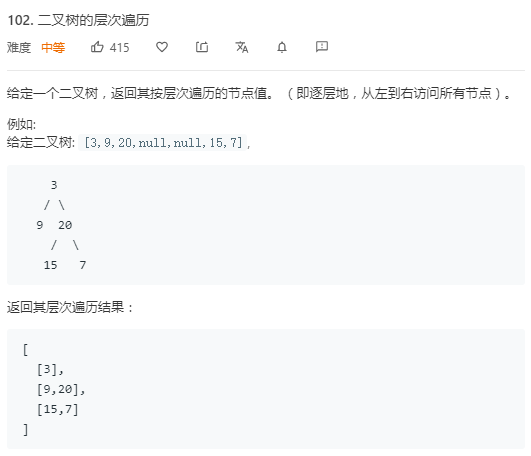 102. 二叉树的层次遍历
难度 中等 415
给定一个二叉树，返回其按层次遍历的节点值。 （即逐层地，从左到右访问所有节点）。
例如:
给定二叉树: [3,9,20,null,null,15,7],
3
/ \
9 20
/ \
15 7
返回其层次遍历结果：
[
[3],
[9,20],
[15,7]
]